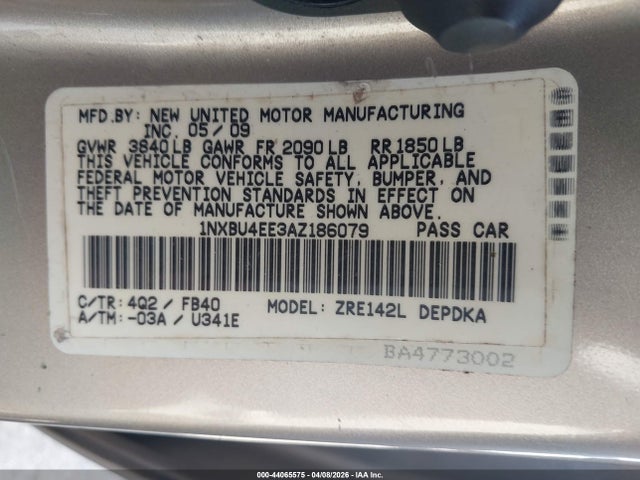 MFD.BY: NEW UNITED MOTOR MANUFACTURING
INC. 05/09
GVWR 3840LB GAWR FR 2090LB RR1850LB
THIS VEHICLE CONFORMS TO ALL APPLICABLE
FEDERAL MOTOR VEHICLE SAFETY, BUMPER, AND
THEFT PREVENTION STANDARDS IN EFFECT ON
THE DATE OF MANUFACTURE SHOWN ABOVE.
1NXBU4EE3AZ186079 PASS CAR
C/TR: 4Q2 / FB40 MODEL: ZRE142L DEPDKA
A/TM: -03A / U341E
BA4773002
000-44065575 - 04/08/2026 - IAA Inc.